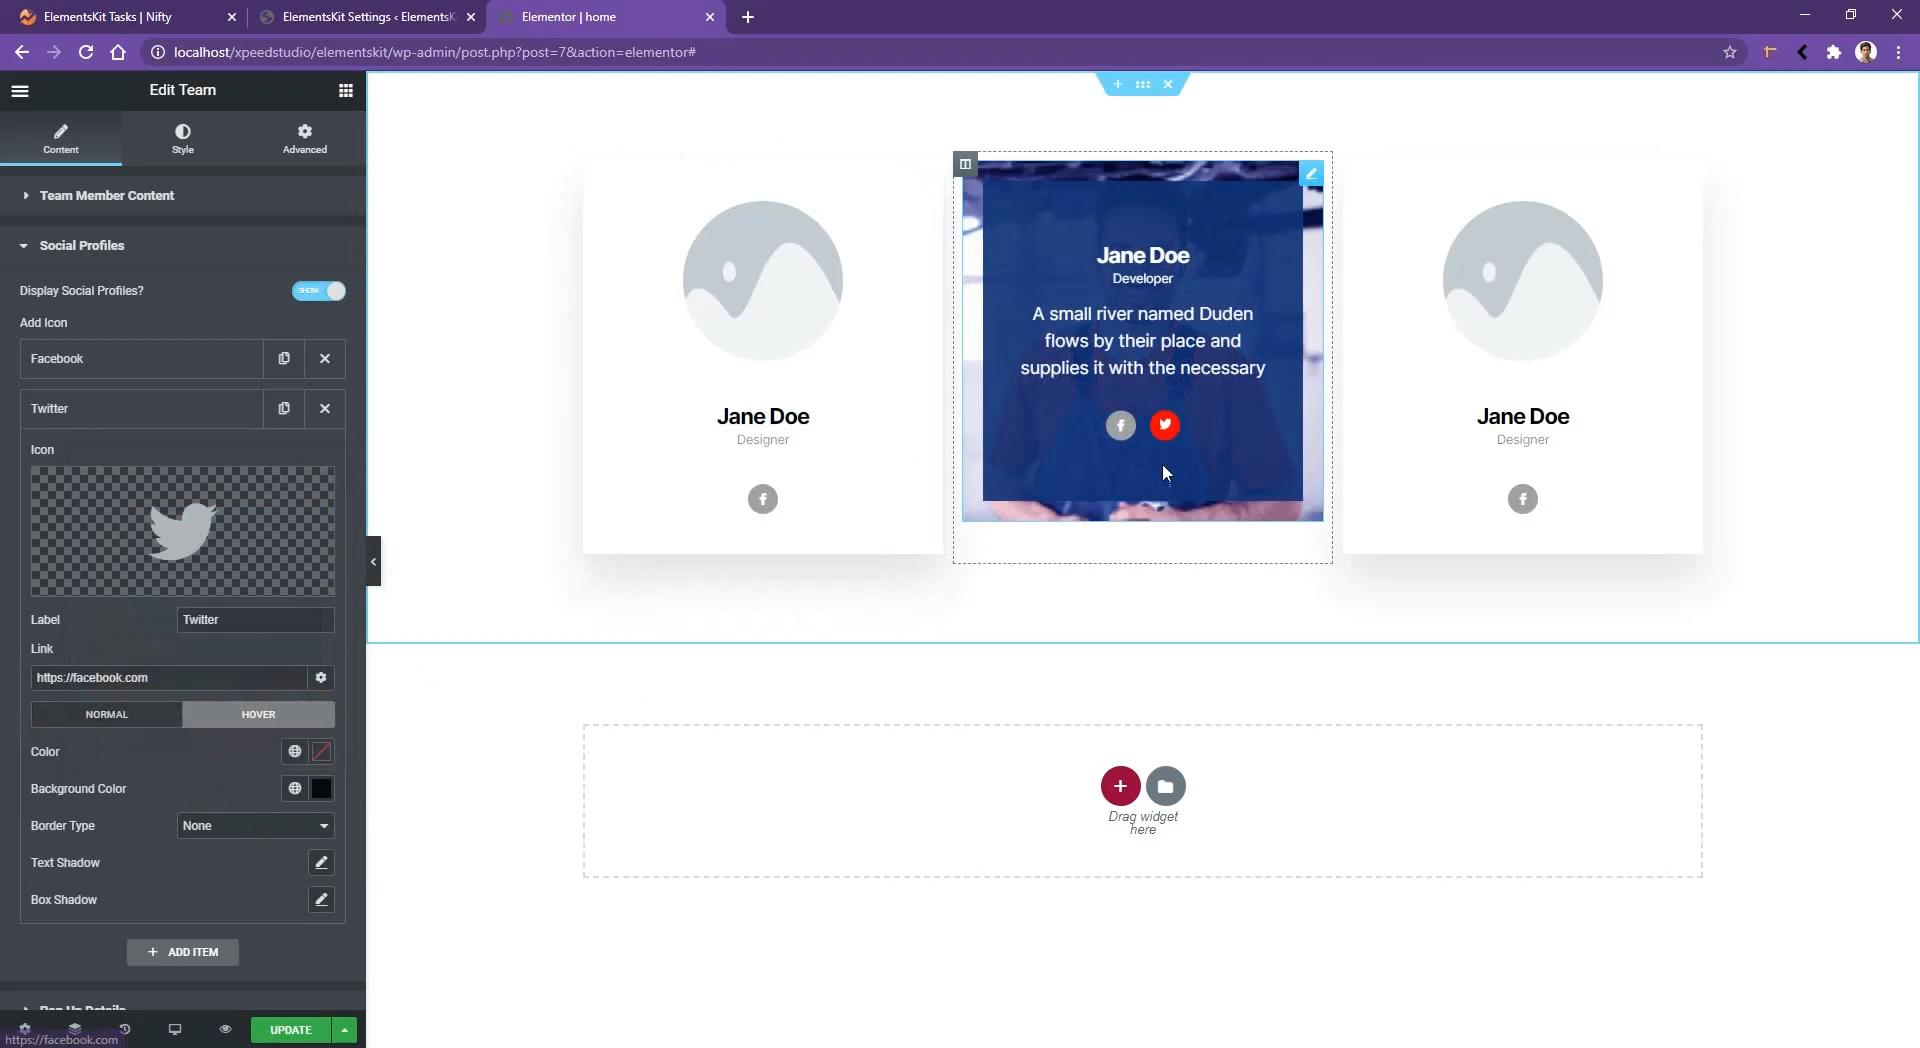 ElementsKit Tasks | Nifty
ElementsKit Settings ‹ ElementsK
Elementor | home
localhost/xpeedstudio/elementskit/wp-admin/post.php?post=7&action=elementor#
Edit Team
Content
Style
Advanced
Team Member Content
Social Profiles
Display Social Profiles?
SHOW
Add Icon
Facebook
Twitter
Icon
Label
Twitter
Link
https://facebook.com
NORMAL
HOVER
Color
Background Color
Border Type
None
Text Shadow
Box Shadow
ADD ITEM
Pop Up Details
UPDATE
https://facebook.com
Jane Doe
Designer
Jane Doe
Developer
A small river named Duden
flows by their place and
supplies it with the necessary
Jane Doe
Designer
Drag widget
here